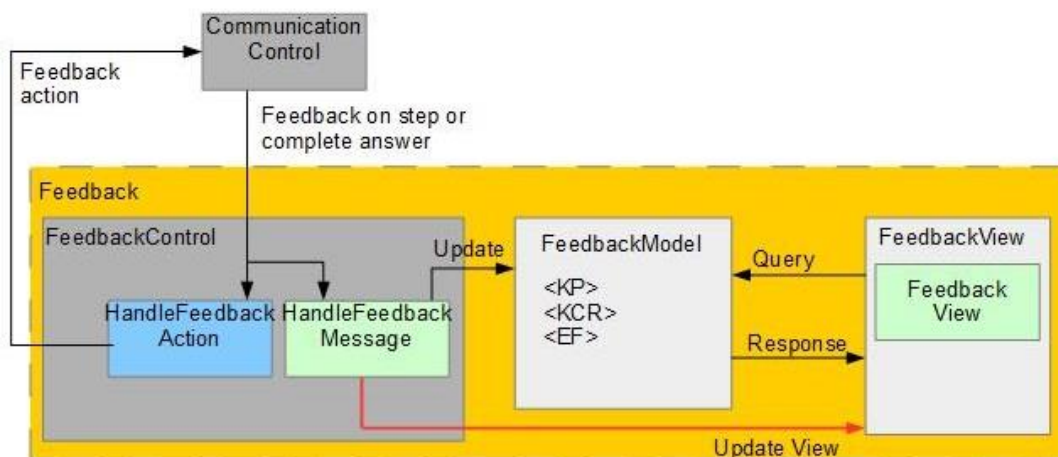 Communication
Control
Feedback
action
Feedback on step or
complete answer
Feedback
FeedbackControl
HandleFeedback
Action
HandleFeedback
Message
Update
FeedbackModel
<KP>
<KCR>
<EF>
Query
Response
FeedbackView
Feedback
View
Update View